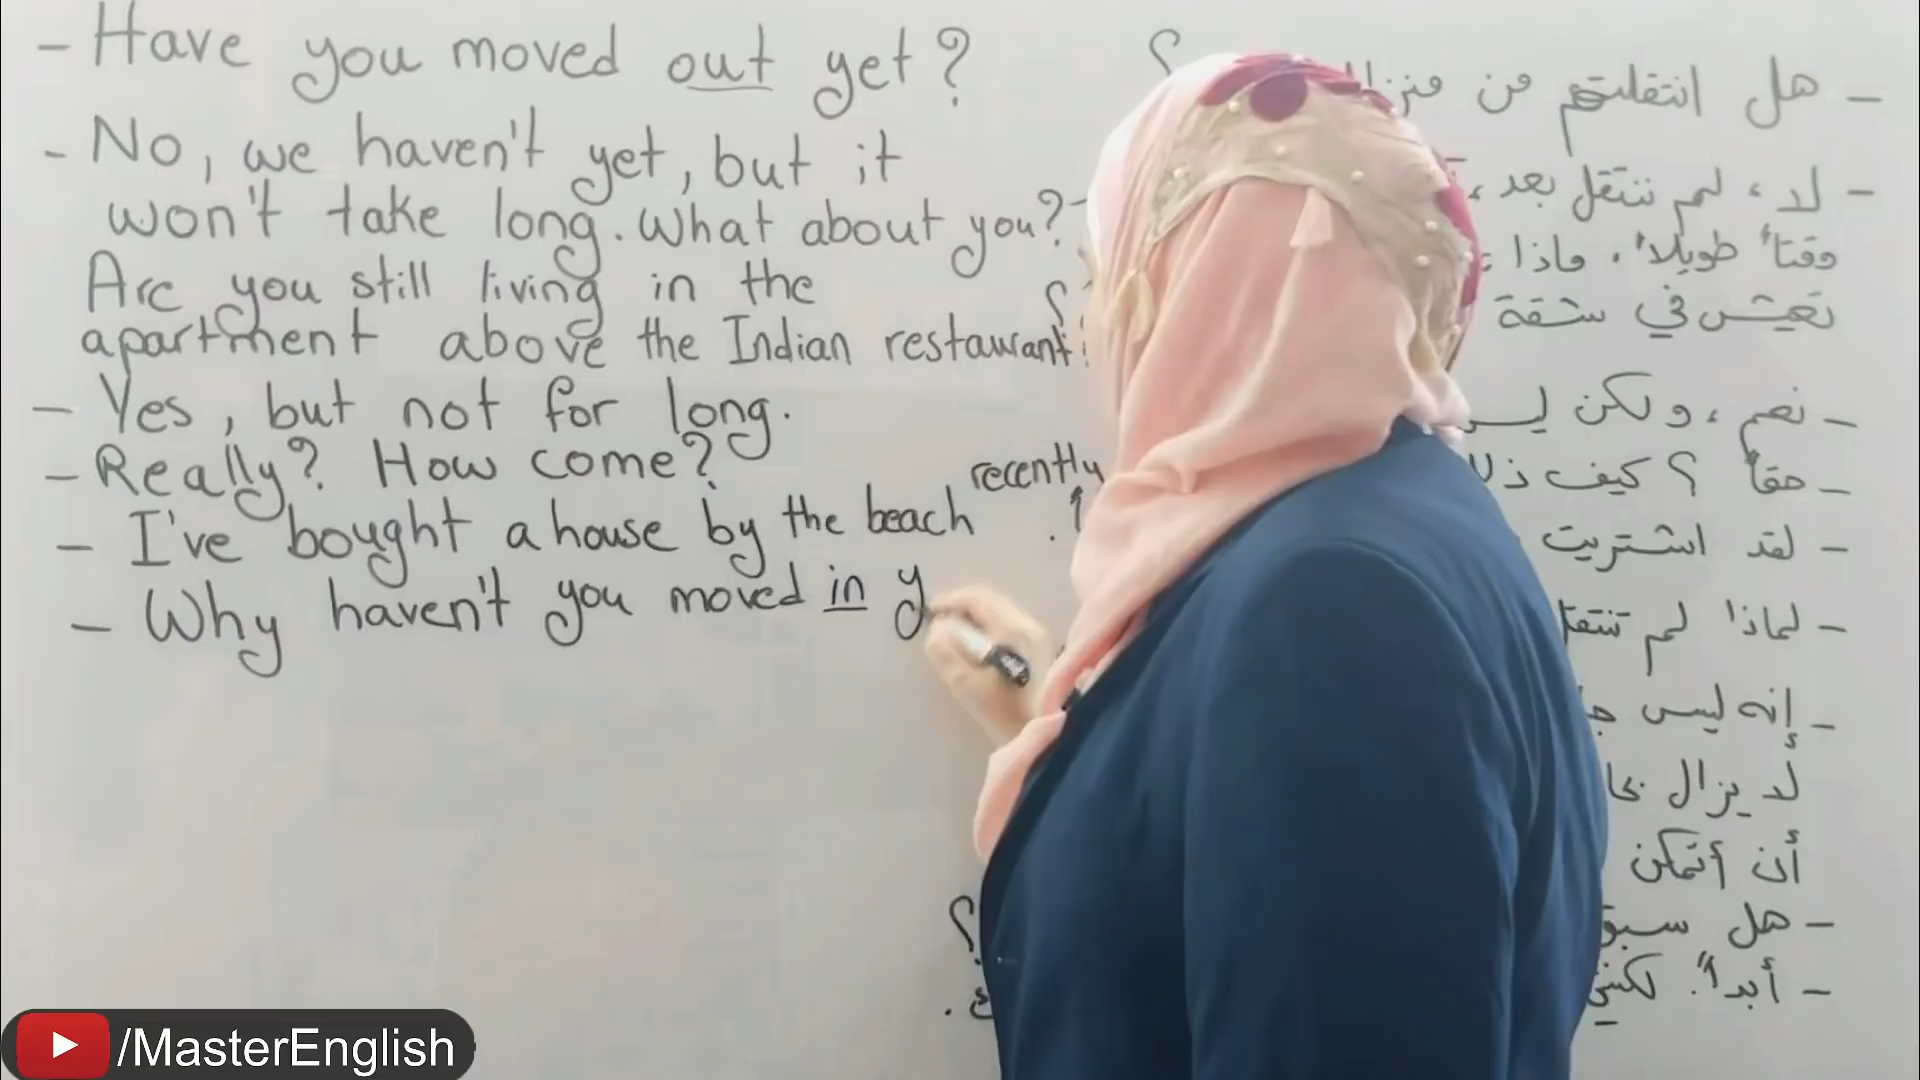 - Have you moved out yet?
- No, we haven't yet, but it
won't take long. What about you?
Are you still living in the
apartment above the Indian restaurant?
- Yes, but not for long.
- Really? How come?
- I've bought a house by the beach recently.
- Why haven't you moved in y
؟
- هل انتقلتم من
- لا، لم ننتقل بعد،
وقتاً طويلاً. ماذا
تعيش في شقة
؟
- نعم، ولكن
- حقاً؟ كيف
- لقد اشتريت
- لماذا لم
- إنه ليس
لا يزال
أن أتمكن
- هل
؟
- أبداً.
/MasterEnglish